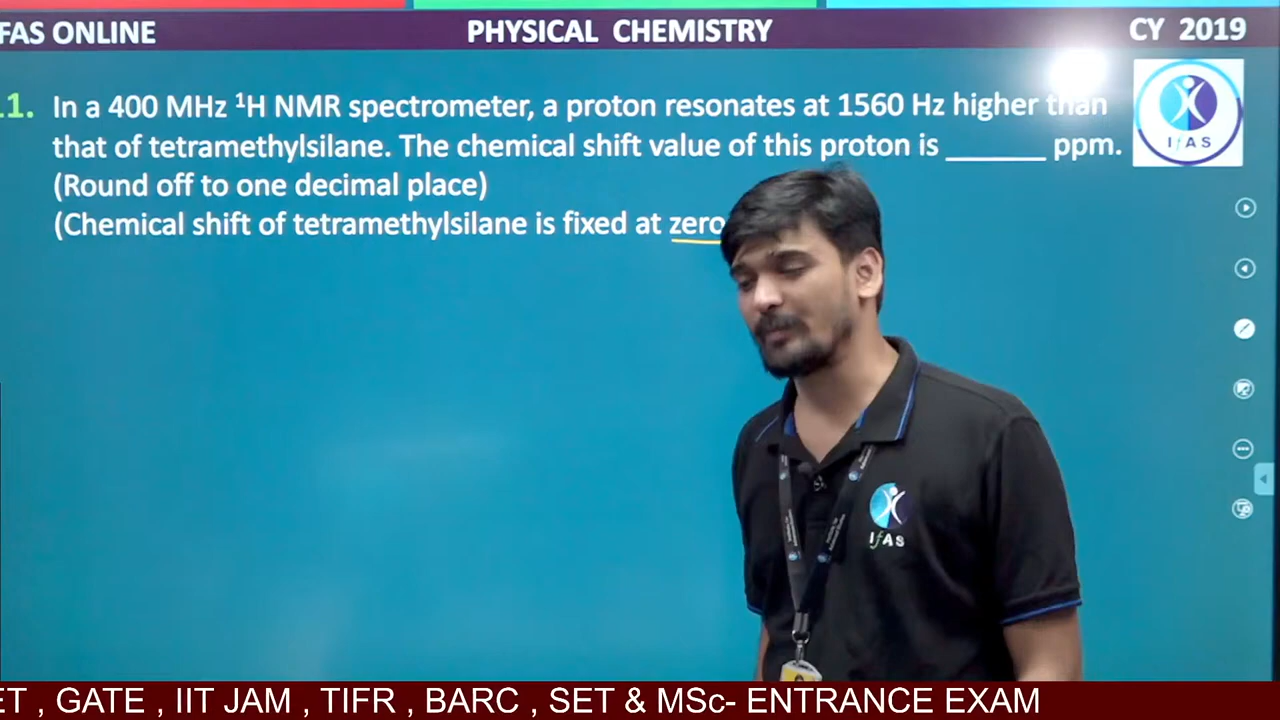 FAS ONLINE
PHYSICAL CHEMISTRY
CY 2019
1. In a 400 MHz ¹H NMR spectrometer, a proton resonates at 1560 Hz higher than
that of tetramethylsilane. The chemical shift value of this proton is ______ ppm.
(Round off to one decimal place)
(Chemical shift of tetramethylsilane is fixed at zero
IfAS
IfAS
ET , GATE , IIT JAM , TIFR , BARC , SET & MSc- ENTRANCE EXAM